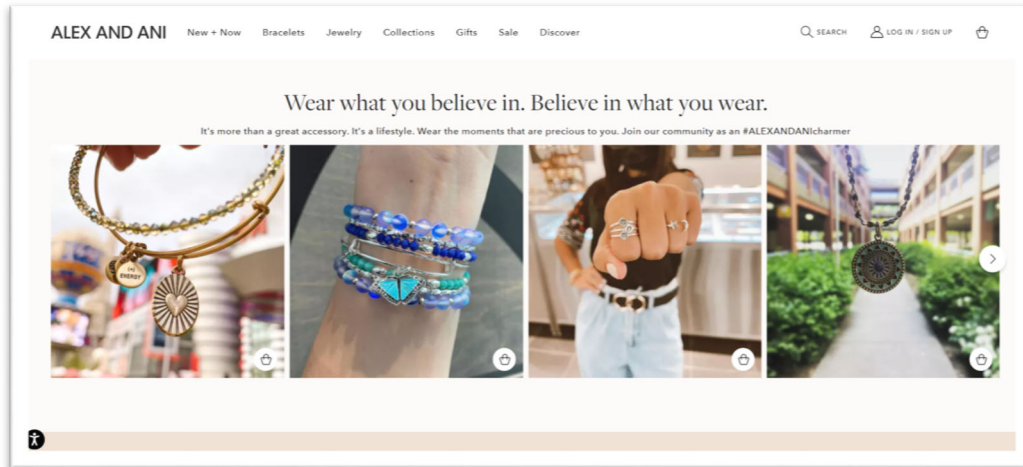 ALEX AND ANI New + Now Bracelets Jewelry Collections Gifts Sale Discover SEARCH LOG IN / SIGN UP
Wear what you believe in. Believe in what you wear.
It's more than a great accessory. It's a lifestyle. Wear the moments that are precious to you. Join our community as an #ALEXANDANIcharmer
(+)
ENERGY